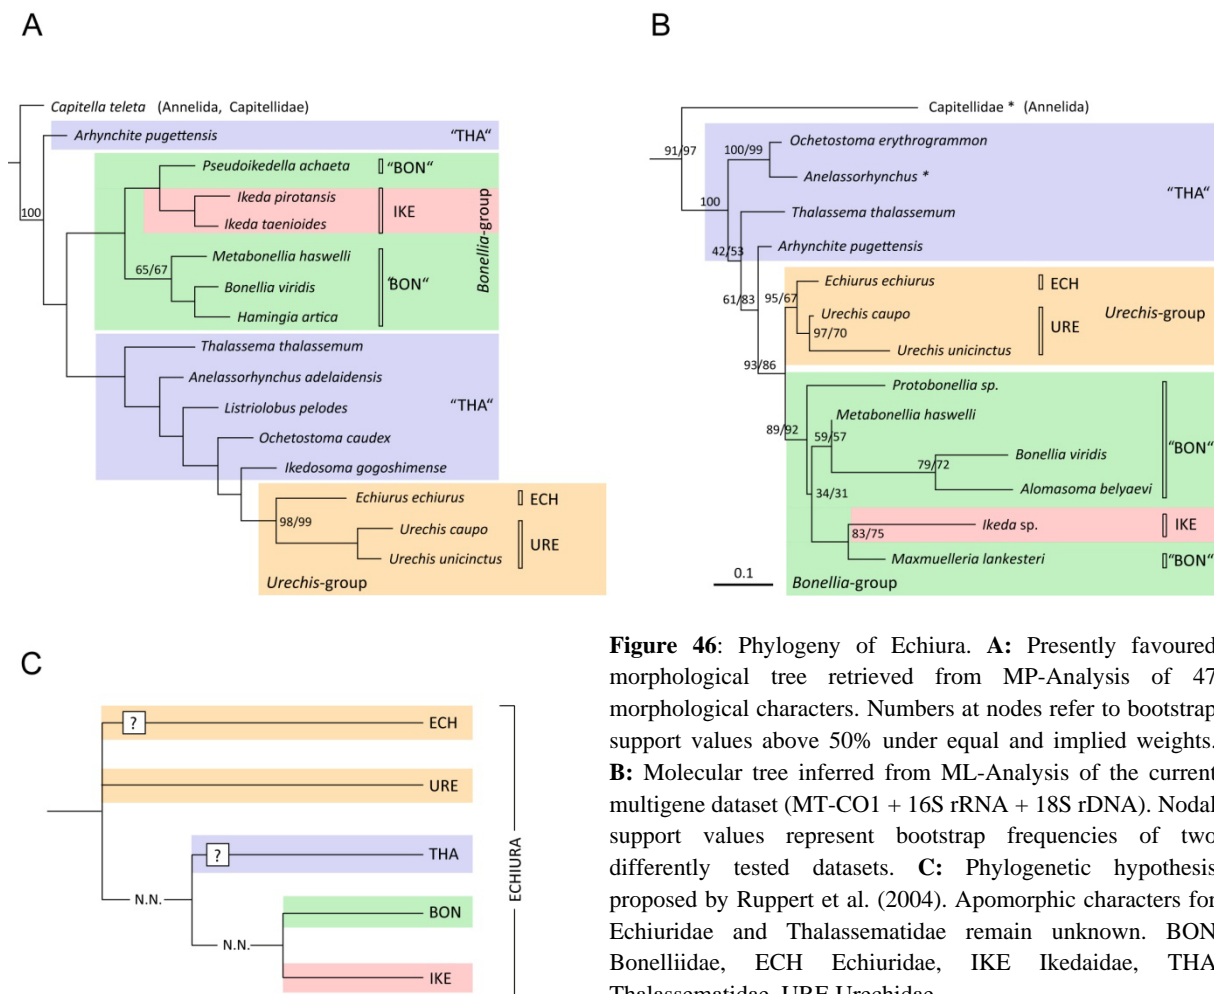 A
Capitella teleta (Annelida, Capitellidae)
Arhynchite pugettensis
"THA"
Pseudoikedella achaeta
"BON"
Ikeda pirotansis
IKE
Ikeda taenioides
100
65/67
Metabonellia haswelli
Bonellia viridis
"BON"
Hamingia artica
Bonellia-group
Thalassema thalassemum
Anelassorhynchus adelaidensis
"THA"
Listriolobus pelodes
Ochetostoma caudex
Ikedosoma gogoshimense
Echiurus echiurus
ECH
98/99
Urechis caupo
URE
Urechis unicinctus
Urechis-group
B
Capitellidae * (Annelida)
91/97
100/99
Ochetostoma erythrogrammon
Anelassorhynchus *
"THA"
100
Thalassema thalassemum
42/53
Arhynchite pugettensis
61/83
95/67
Echiurus echiurus
ECH
Urechis caupo
URE
Urechis-group
97/70
Urechis unicinctus
93/86
Protobonellia sp.
89/92
59/57
Metabonellia haswelli
Bonellia viridis
"BON"
79/72
Alomasoma belyaevi
34/31
Ikeda sp.
IKE
83/75
Maxmuelleria lankesteri
"BON"
0.1
Bonellia-group
C
?
ECH
URE
?
THA
N.N.
BON
N.N.
IKE
ECHIURA
Figure 46: Phylogeny of Echiura. A: Presently favoured
morphological tree retrieved from MP-Analysis of 47
morphological characters. Numbers at nodes refer to bootstrap
support values above 50% under equal and implied weights.
B: Molecular tree inferred from ML-Analysis of the current
multigene dataset (MT-CO1 + 16S rRNA + 18S rDNA). Nodal
support values represent bootstrap frequencies of two
differently tested datasets. C: Phylogenetic hypothesis
proposed by Ruppert et al. (2004). Apomorphic characters for
Echiuridae and Thalassematidae remain unknown. BON
Bonelliidae, ECH Echiuridae, IKE Ikedaidae, THA
Thalassematidae, URE Urechidae